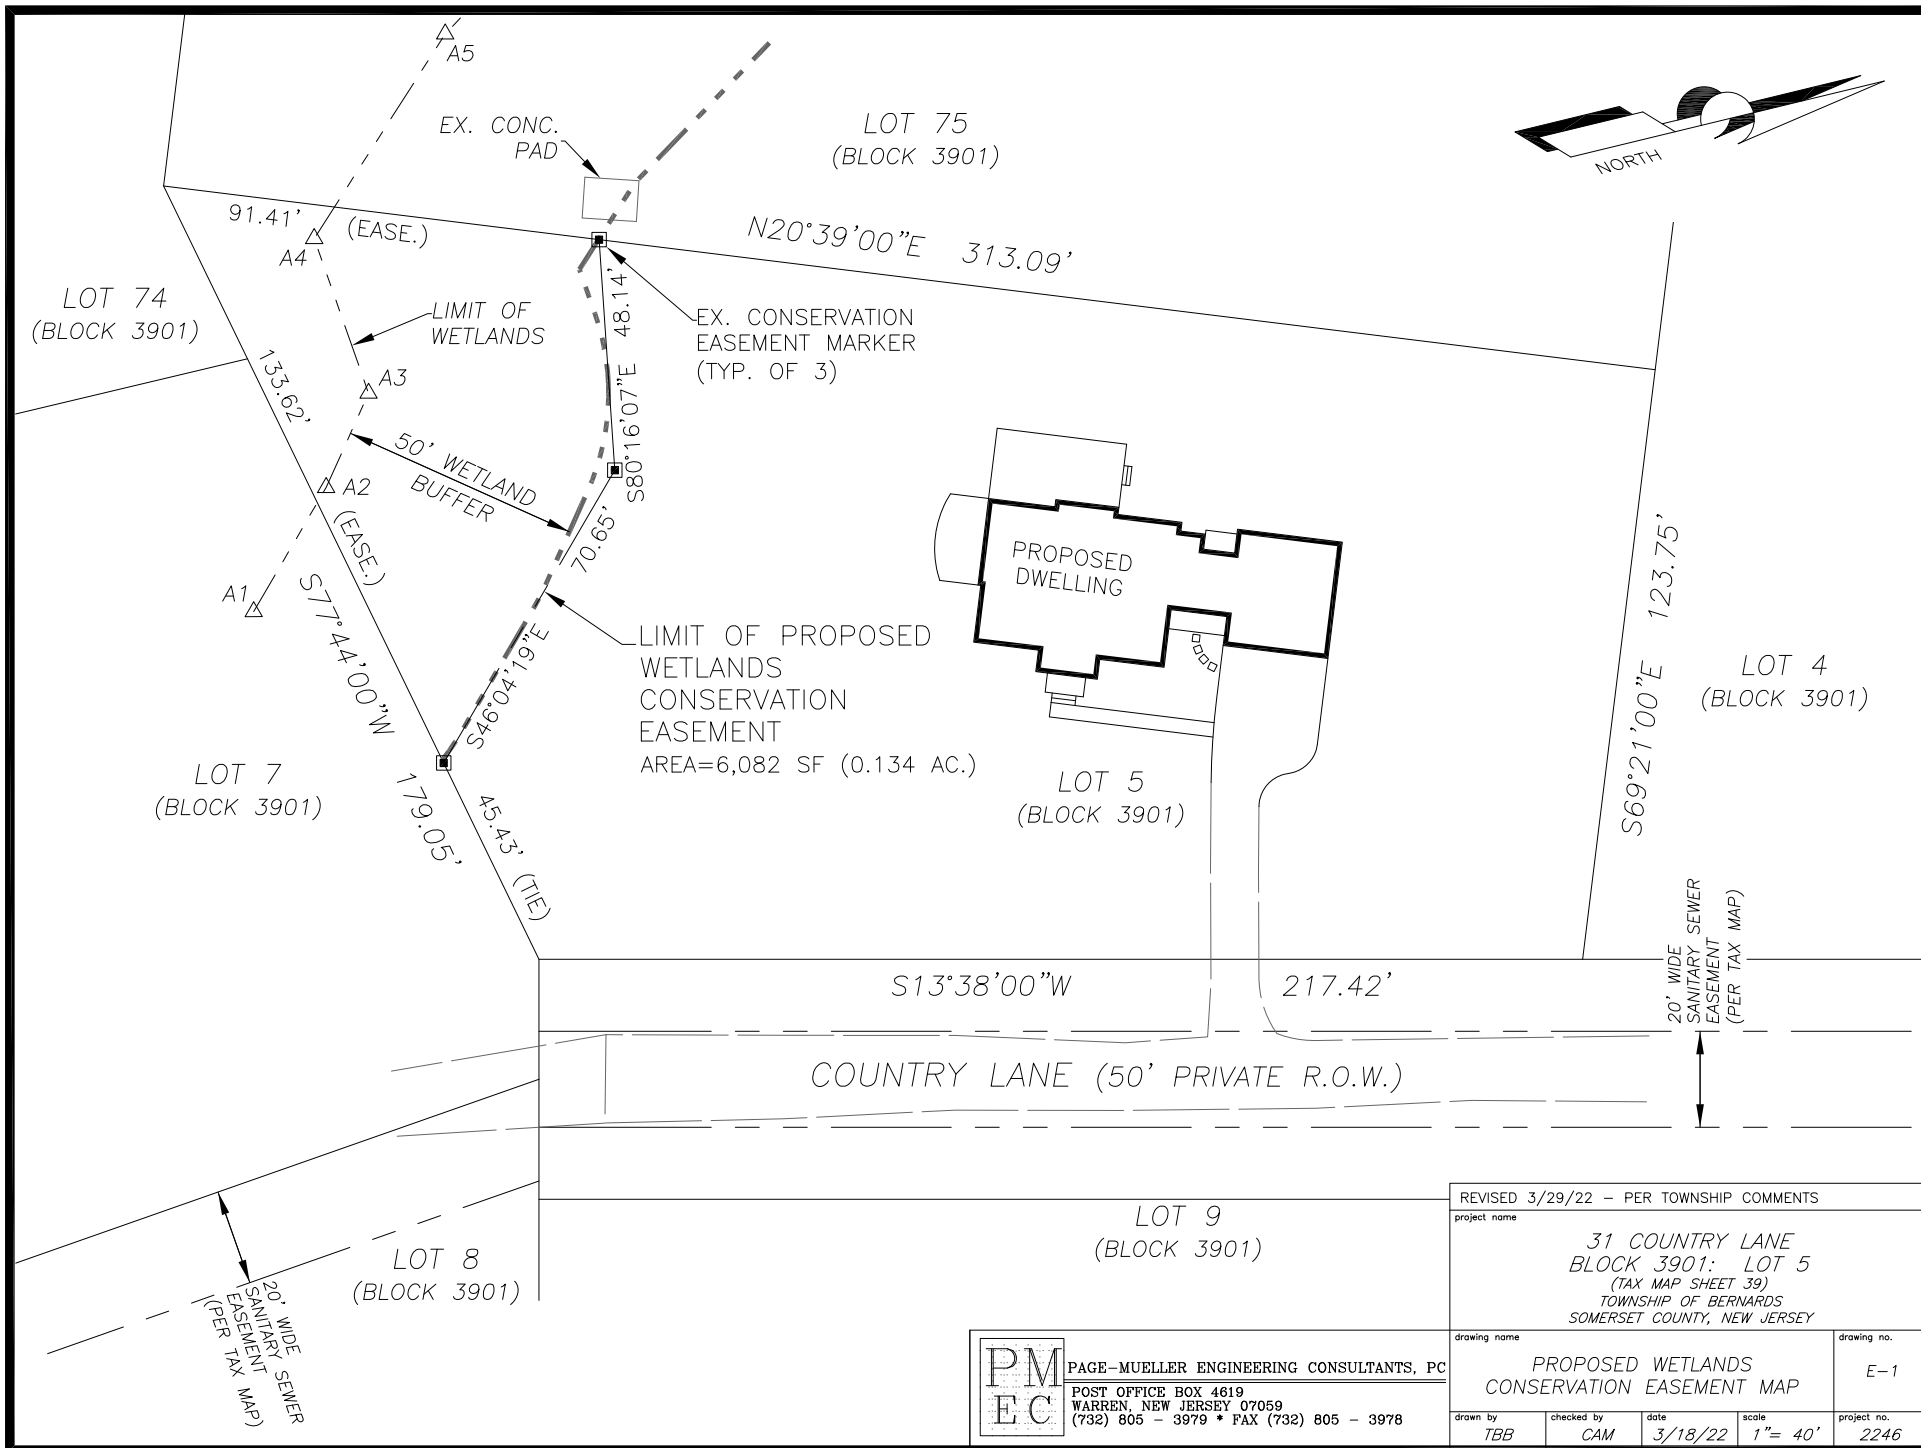 A5
EX. CONC.
PAD
LOT 75
(BLOCK 3901)
NORTH
91.41'
(EASE.)
A4
N20°39'00"E 313.09'
LOT 74
(BLOCK 3901)
LIMIT OF
WETLANDS
48.14'
S80°16'07"E
EX. CONSERVATION
EASEMENT MARKER
(TYP. OF 3)
133.62'
A3
50' WETLAND
BUFFER
A2
(EASE.)
A1
70.65'
S46°04'19"E
PROPOSED
DWELLING
S69°21'00"E 123.75'
LIMIT OF PROPOSED
WETLANDS
CONSERVATION
EASEMENT
AREA=6,082 SF (0.134 AC.)
S77°44'00"W
179.05'
45.43' (TIE)
LOT 4
(BLOCK 3901)
LOT 7
(BLOCK 3901)
LOT 5
(BLOCK 3901)
20' WIDE
SANITARY SEWER
EASEMENT
(PER TAX MAP)
S13°38'00"W 217.42'
COUNTRY LANE (50' PRIVATE R.O.W.)
LOT 9
(BLOCK 3901)
LOT 8
(BLOCK 3901)
20' WIDE
SANITARY SEWER
EASEMENT
(PER TAX MAP)
REVISED 3/29/22 – PER TOWNSHIP COMMENTS
project name
31 COUNTRY LANE
BLOCK 3901: LOT 5
(TAX MAP SHEET 39)
TOWNSHIP OF BERNARDS
SOMERSET COUNTY, NEW JERSEY
PM
EC
PAGE-MUELLER ENGINEERING CONSULTANTS, PC
POST OFFICE BOX 4619
WARREN, NEW JERSEY 07059
(732) 805 – 3979 * FAX (732) 805 – 3978
drawing name
PROPOSED WETLANDS
CONSERVATION EASEMENT MAP
drawing no.
E-1
drawn by
TBB
checked by
CAM
date
3/18/22
scale
1"= 40'
project no.
2246